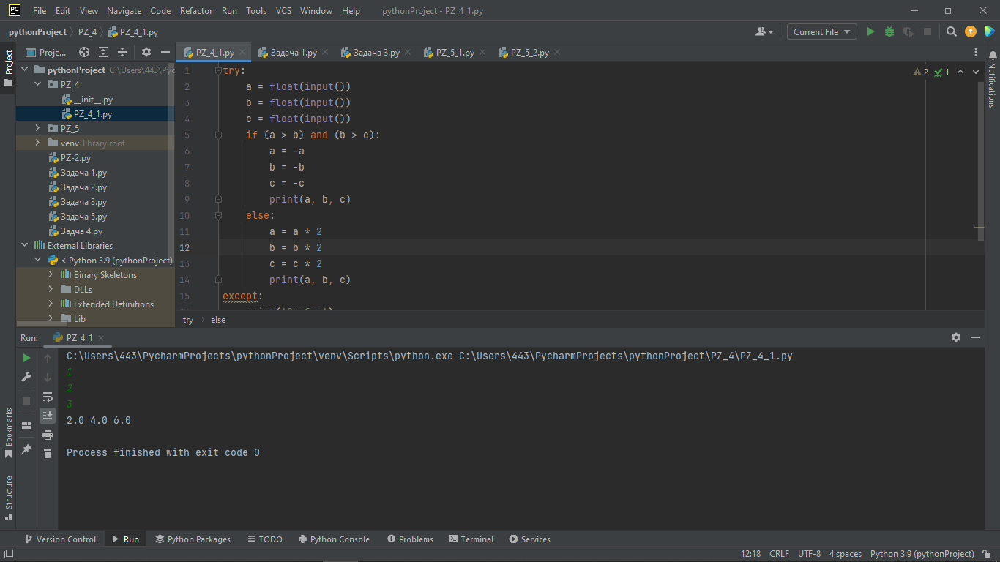 PC File Edit View Navigate Code Refactor Run Tools VCS Window Help pythonProject - PZ_4_1.py
pythonProject PZ_4 PZ_4_1.py Current File
Project
Proje...
PZ_4_1.py Задача 1.py Задача 3.py PZ_5_1.py PZ_5_2.py
Notifications
pythonProject C:\Users\443\Pyc
PZ_4
__init__.py
PZ_4_1.py
PZ_5
venv library root
PZ-2.py
Задача 1.py
Задача 2.py
Задача 3.py
Задача 5.py
Задча 4.py
External Libraries
< Python 3.9 (pythonProject)
Binary Skeletons
DLLs
Extended Definitions
Lib
2 1
1 try:
2 a = float(input())
3 b = float(input())
4 c = float(input())
5 if (a > b) and (b > c):
6 a = -a
7 b = -b
8 c = -c
9 print(a, b, c)
10 else:
11 a = a * 2
12 b = b * 2
13 c = c * 2
14 print(a, b, c)
15 except:
try else
Run: PZ_4_1
C:\Users\443\PycharmProjects\pythonProject\venv\Scripts\python.exe C:\Users\443\PycharmProjects\pythonProject\PZ_4\PZ_4_1.py
1
2
3
2.0 4.0 6.0
Process finished with exit code 0
Bookmarks
Structure
Version Control Run Python Packages TODO Python Console Problems Terminal Services
12:18 CRLF UTF-8 4 spaces Python 3.9 (pythonProject)